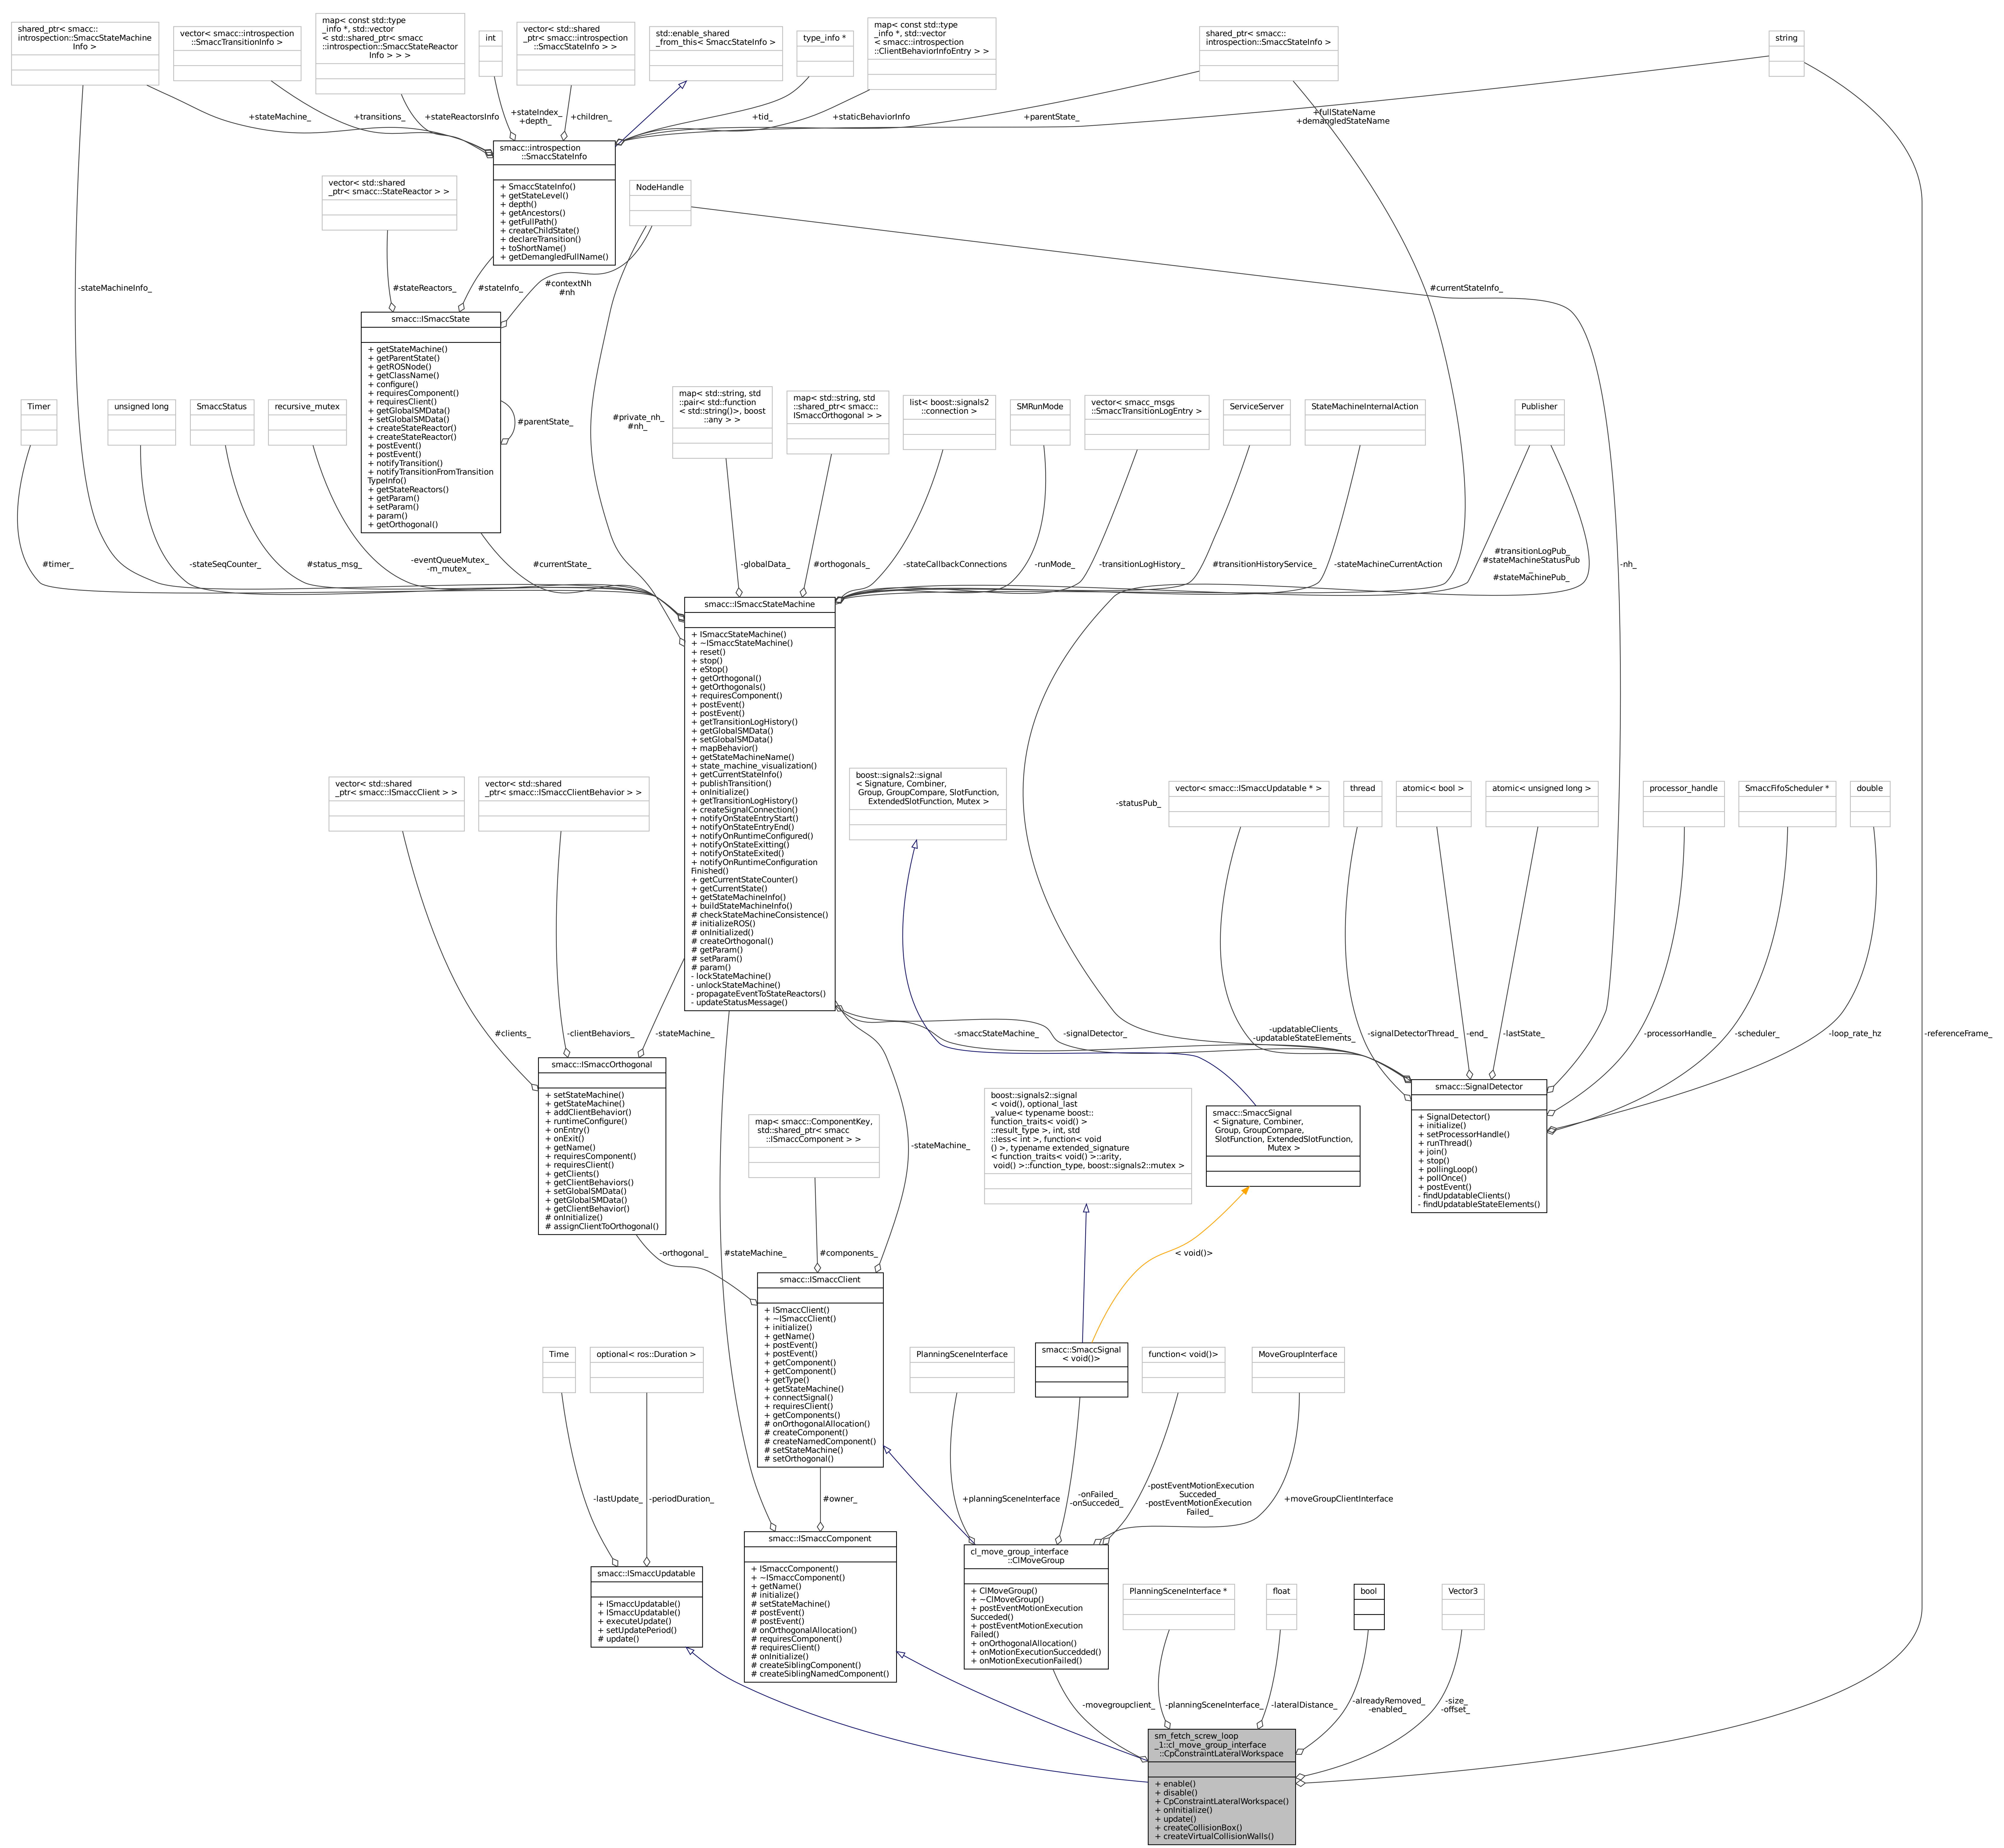 shared_ptr< smacc::
introspection::SmaccStateMachine
Info >
vector< smacc::introspection
::SmaccTransitionInfo >
map< const std::type
_info *, std::vector
< std::shared_ptr< smacc
::introspection::SmaccStateReactor
Info > > >
int
vector< std::shared
_ptr< smacc::introspection
::SmaccStateInfo > >
std::enable_shared
_from_this< SmaccStateInfo >
type_info *
map< const std::type
_info *, std::vector
< smacc::introspection
::ClientBehaviorInfoEntry > >
shared_ptr< smacc::
introspection::SmaccStateInfo >
string
+stateMachine_
+transitions_
+stateReactorsInfo
+stateIndex_
+depth_
+children_
+tid_
+staticBehaviorInfo
+parentState_
+fullStateName
+demangledStateName
smacc::introspection
::SmaccStateInfo
+ SmaccStateInfo()
+ getStateLevel()
+ depth()
+ getAncestors()
+ getFullPath()
+ createChildState()
+ declareTransition()
+ toShortName()
+ getDemangledFullName()
vector< std::shared
_ptr< smacc::StateReactor > >
NodeHandle
-stateMachineInfo_
#stateReactors_
#stateInfo_
#contextNh
#nh
#currentStateInfo_
smacc::ISmaccState
+ getStateMachine()
+ getParentState()
+ getROSNode()
+ getClassName()
+ configure()
+ requiresComponent()
+ requiresClient()
+ getGlobalSMData()
+ setGlobalSMData()
+ createStateReactor()
+ createStateReactor()
+ postEvent()
+ postEvent()
+ notifyTransition()
+ notifyTransitionFromTransition
TypeInfo()
+ getStateReactors()
+ getParam()
+ setParam()
+ param()
+ getOrthogonal()
#parentState_
Timer
unsigned long
SmaccStatus
recursive_mutex
#private_nh_
#nh_
map< std::string, std
::pair< std::function
< std::string()>, boost
::any > >
map< std::string, std
::shared_ptr< smacc::
ISmaccOrthogonal > >
list< boost::signals2
::connection >
SMRunMode
vector< smacc_msgs
::SmaccTransitionLogEntry >
ServiceServer
StateMachineInternalAction
Publisher
#timer_
-stateSeqCounter_
#status_msg_
-eventQueueMutex_
-m_mutex_
#currentState_
-globalData_
#orthogonals_
-stateCallbackConnections
-runMode_
-transitionLogHistory_
#transitionHistoryService_
-stateMachineCurrentAction
#transitionLogPub_
#stateMachineStatusPub
_
#stateMachinePub_
-nh_
smacc::ISmaccStateMachine
+ ISmaccStateMachine()
+ ~ISmaccStateMachine()
+ reset()
+ stop()
+ eStop()
+ getOrthogonal()
+ getOrthogonals()
+ requiresComponent()
+ postEvent()
+ postEvent()
+ getTransitionLogHistory()
+ getGlobalSMData()
+ setGlobalSMData()
+ mapBehavior()
+ getStateMachineName()
+ state_machine_visualization()
+ getCurrentStateInfo()
+ publishTransition()
+ onInitialize()
+ getTransitionLogHistory()
+ createSignalConnection()
+ notifyOnStateEntryStart()
+ notifyOnStateEntryEnd()
+ notifyOnRuntimeConfigured()
+ notifyOnStateExitting()
+ notifyOnStateExited()
+ notifyOnRuntimeConfiguration
Finished()
+ getCurrentStateCounter()
+ getCurrentState()
+ getStateMachineInfo()
+ buildStateMachineInfo()
# checkStateMachineConsistence()
# initializeROS()
# onInitialized()
# createOrthogonal()
# getParam()
# setParam()
# param()
- lockStateMachine()
- unlockStateMachine()
- propagateEventToStateReactors()
- updateStatusMessage()
vector< std::shared
_ptr< smacc::ISmaccClient > >
vector< std::shared
_ptr< smacc::ISmaccClientBehavior > >
boost::signals2::signal
< Signature, Combiner,
Group, GroupCompare, SlotFunction,
ExtendedSlotFunction, Mutex >
-statusPub_
vector< smacc::ISmaccUpdatable * >
thread
atomic< bool >
atomic< unsigned long >
processor_handle
SmaccFifoScheduler *
double
#clients_
-clientBehaviors_
-stateMachine_
-smaccStateMachine_
-signalDetector_
-updatableClients_
-updatableStateElements_
-signalDetectorThread_
-end_
-lastState_
-processorHandle_
-scheduler_
-loop_rate_hz
-referenceFrame_
smacc::ISmaccOrthogonal
+ setStateMachine()
+ getStateMachine()
+ addClientBehavior()
+ runtimeConfigure()
+ onEntry()
+ onExit()
+ getName()
+ requiresComponent()
+ requiresClient()
+ getClients()
+ getClientBehaviors()
+ setGlobalSMData()
+ getGlobalSMData()
+ getClientBehavior()
# onInitialize()
# assignClientToOrthogonal()
map< smacc::ComponentKey,
std::shared_ptr< smacc
::ISmaccComponent > >
-stateMachine_
boost::signals2::signal
< void(), optional_last
_value< typename boost::
function_traits< void() >
::result_type >, int, std
::less< int >, function< void
() >, typename extended_signature
< function_traits< void() >::arity,
void() >::function_type, boost::signals2::mutex >
smacc::SmaccSignal
< Signature, Combiner,
Group, GroupCompare,
SlotFunction, ExtendedSlotFunction,
Mutex >
smacc::SignalDetector
+ SignalDetector()
+ initialize()
+ setProcessorHandle()
+ runThread()
+ join()
+ stop()
+ pollingLoop()
+ pollOnce()
+ postEvent()
- findUpdatableClients()
- findUpdatableStateElements()
-orthogonal_
#stateMachine_
#components_
< void()>
smacc::ISmaccClient
+ ISmaccClient()
+ ~ISmaccClient()
+ initialize()
+ getName()
+ postEvent()
+ postEvent()
+ getComponent()
+ getComponent()
+ getType()
+ getStateMachine()
+ connectSignal()
+ requiresClient()
+ getComponents()
# onOrthogonalAllocation()
# createComponent()
# createNamedComponent()
# setStateMachine()
# setOrthogonal()
Time
optional< ros::Duration >
PlanningSceneInterface
smacc::SmaccSignal
< void()>
function< void()>
MoveGroupInterface
-lastUpdate_
-periodDuration_
#owner_
+planningSceneInterface
-onFailed_
-onSucceded_
-postEventMotionExecution
Succeded_
-postEventMotionExecution
Failed_
+moveGroupClientInterface
smacc::ISmaccUpdatable
+ ISmaccUpdatable()
+ ISmaccUpdatable()
+ executeUpdate()
+ setUpdatePeriod()
# update()
smacc::ISmaccComponent
+ ISmaccComponent()
+ ~ISmaccComponent()
+ getName()
# initialize()
# setStateMachine()
# postEvent()
# postEvent()
# onOrthogonalAllocation()
# requiresComponent()
# requiresClient()
# onInitialize()
# createSiblingComponent()
# createSiblingNamedComponent()
cl_move_group_interface
::ClMoveGroup
+ ClMoveGroup()
+ ~ClMoveGroup()
+ postEventMotionExecution
Succeded()
+ postEventMotionExecution
Failed()
+ onOrthogonalAllocation()
+ onMotionExecutionSuccedded()
+ onMotionExecutionFailed()
PlanningSceneInterface *
float
bool
Vector3
-movegroupclient_
-planningSceneInterface_
-lateralDistance_
-alreadyRemoved_
-enabled_
-size_
-offset_
sm_fetch_screw_loop
_1::cl_move_group_interface
::CpConstraintLateralWorkspace
+ enable()
+ disable()
+ CpConstraintLateralWorkspace()
+ onInitialize()
+ update()
+ createCollisionBox()
+ createVirtualCollisionWalls()